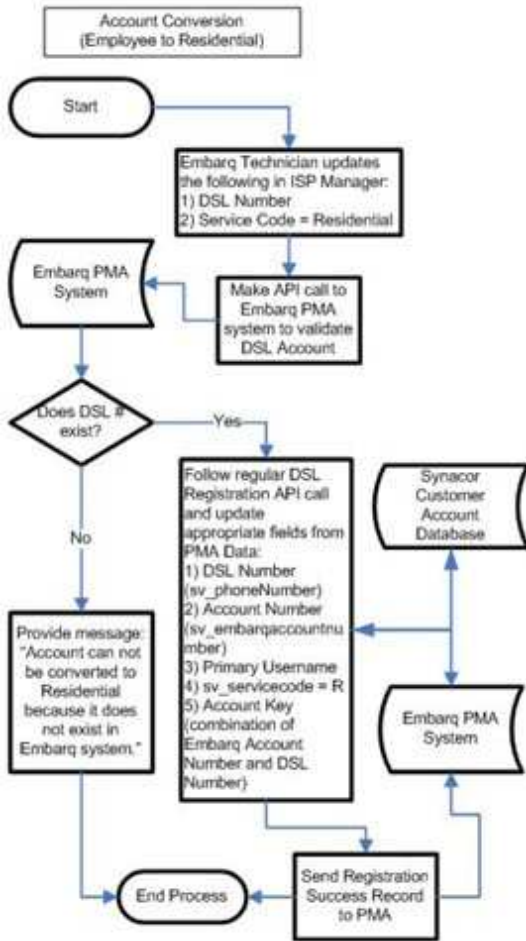 Account Conversion
(Employee to Residential)
Start
Embarq Technician updates
the following in ISP Manager:
1) DSL Number
2) Service Code = Residential
Embarq PMA
System
Make API call to
Embarq PMA
system to validate
DSL Account
Does DSL #
exist?
Yes
No
Follow regular DSL
Registration API call
and update
appropriate fields from
PMA Data:
1) DSL Number
(sv_phoneNumber)
2) Account Number
(sv_embarqaccountnu
mber)
3) Primary Username
4) sv_servicecode = R
5) Account Key
(combination of
Embarq Account
Number and DSL
Number)
Synacor
Customer
Account
Database
Provide message:
"Account can not
be converted to
Residential
because it does
not exist in
Embarq system."
Embarq PMA
System
Send Registration
Success Record
to PMA
End Process